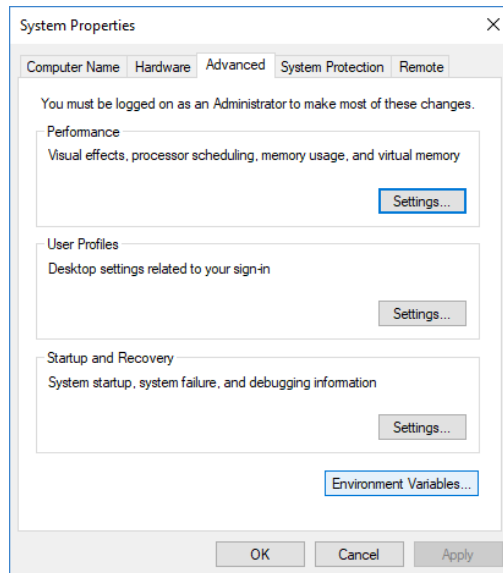 System Properties
Computer Name Hardware Advanced System Protection Remote
You must be logged on as an Administrator to make most of these changes.
Performance
Visual effects, processor scheduling, memory usage, and virtual memory
Settings...
User Profiles
Desktop settings related to your sign-in
Settings...
Startup and Recovery
System startup, system failure, and debugging information
Settings...
Environment Variables...
OK Cancel Apply